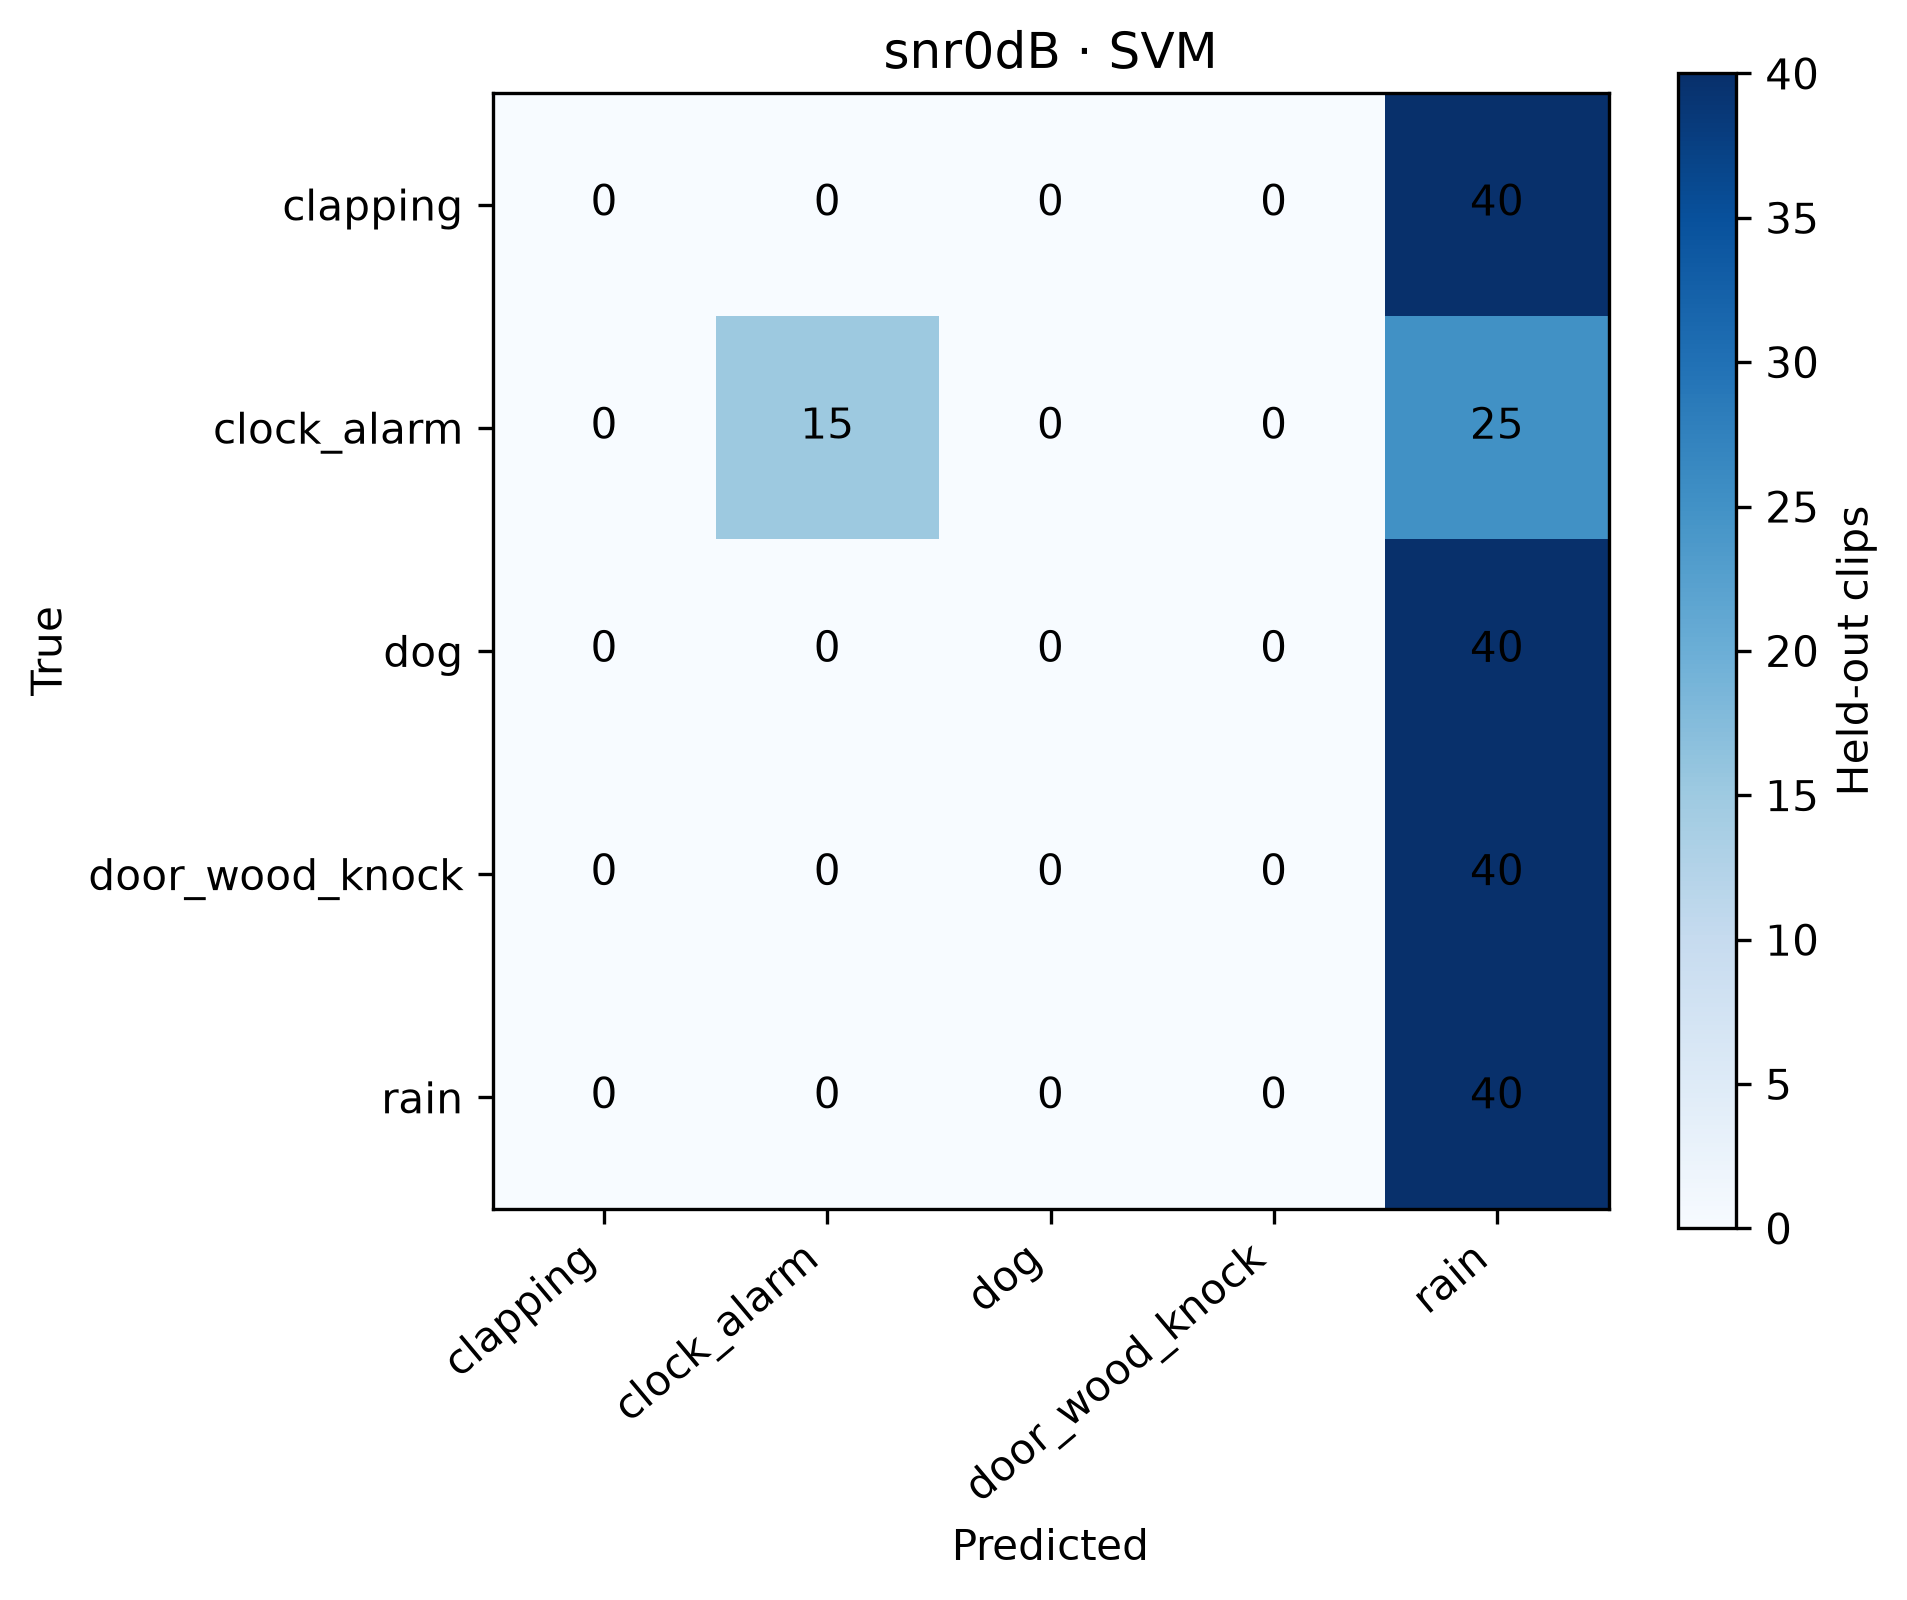 snr0dB · SVM
True
clapping 0 0 0 0 40
clock_alarm 0 15 0 0 25
dog 0 0 0 0 40
door_wood_knock 0 0 0 0 40
rain 0 0 0 0 40
clapping
clock_alarm
dog
door_wood_knock
rain
Predicted
40
35
30
25
20
15
10
5
0
Held-out clips